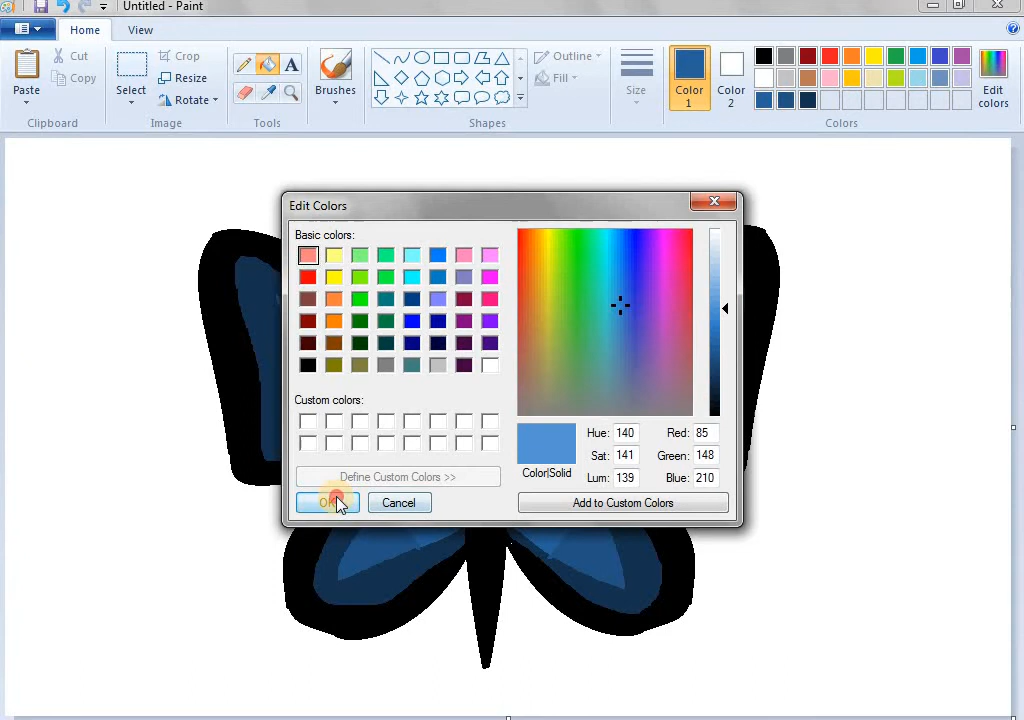 Untitled - Paint
Home
View
Paste
Cut
Copy
Clipboard
Select
Crop
Resize
Rotate
Image
A
Tools
Brushes
Outline
Fill
Shapes
Size
Color 1
Color 2
Edit colors
Colors
Edit Colors
Basic colors:
Custom colors:
Define Custom Colors >>
OK
Cancel
Color|Solid
Hue: 140
Sat: 141
Lum: 139
Red: 85
Green: 148
Blue: 210
Add to Custom Colors